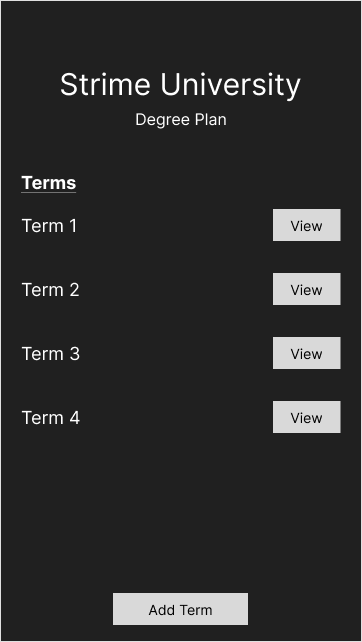 Strime University
Degree Plan
Terms
Term 1 View
Term 2 View
Term 3 View
Term 4 View
Add Term